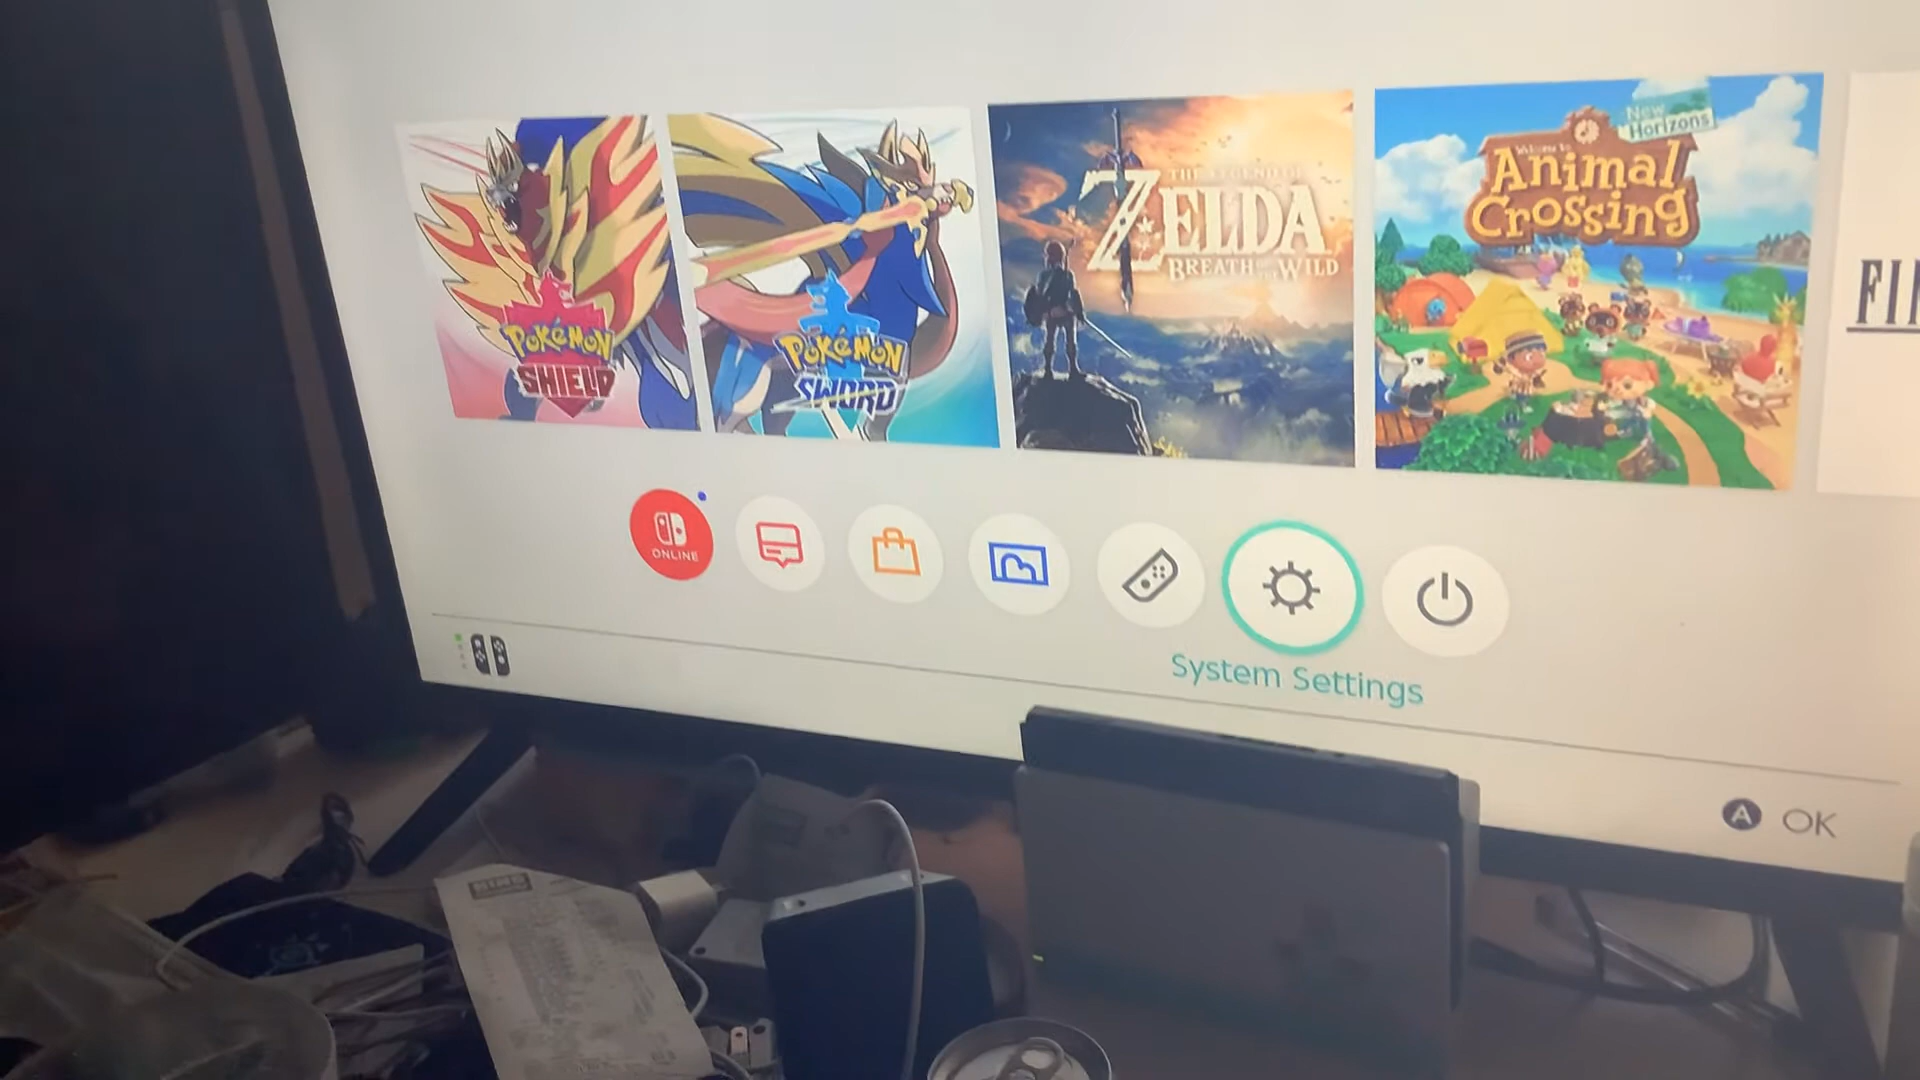 POKéMON
SHIELD
POKéMON
SWORD
THE LEGEND OF
ZELDA
BREATH OF THE WILD
New
Horizons
Welcome to
Animal
Crossing
FI
ONLINE
System Settings
A OK